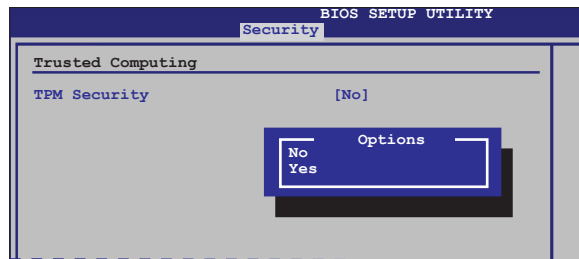 BIOS SETUP UTILITY
Security
Trusted Computing
TPM Security [No]
Options
No
Yes